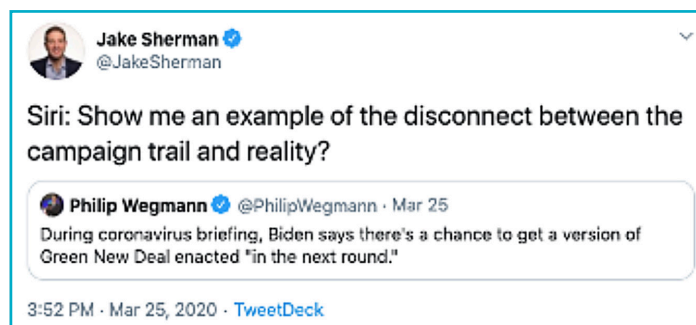 Jake Sherman
@JakeSherman
Siri: Show me an example of the disconnect between the
campaign trail and reality?
Philip Wegmann @PhilipWegmann · Mar 25
During coronavirus briefing, Biden says there's a chance to get a version of
Green New Deal enacted "in the next round."
3:52 PM · Mar 25, 2020 · TweetDeck